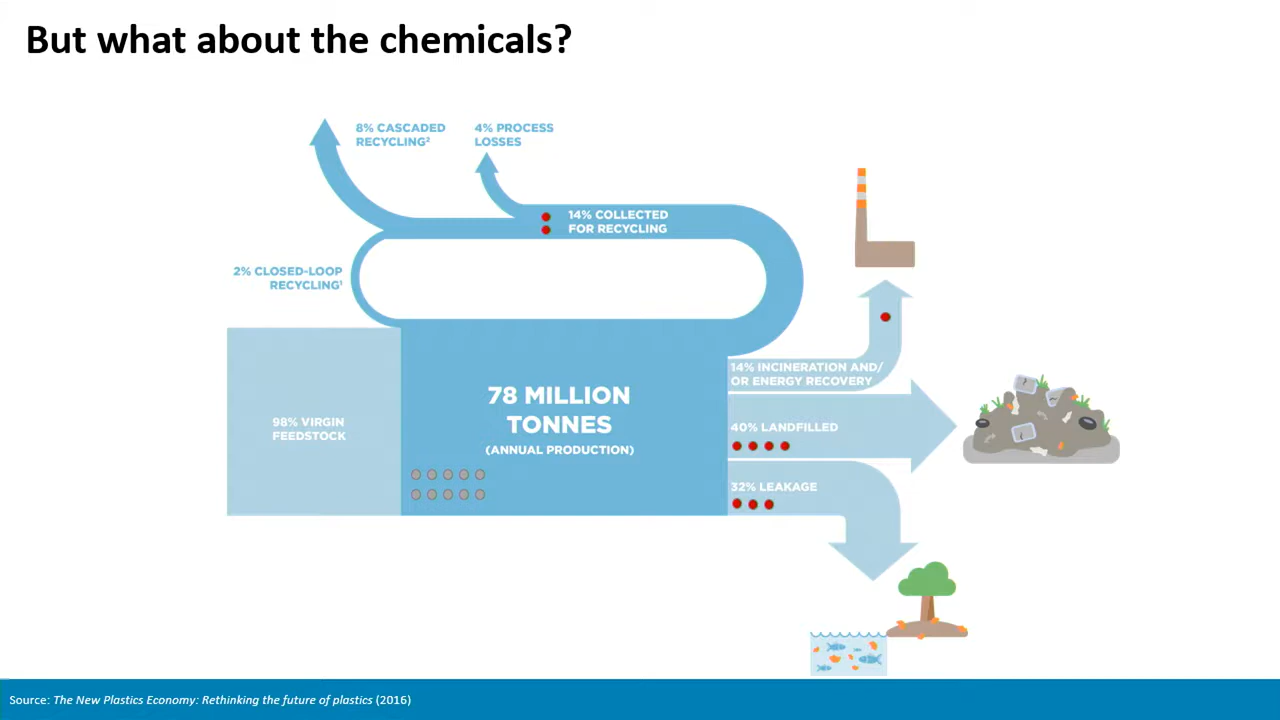 But what about the chemicals?
8% CASCADED
RECYCLING²
4% PROCESS
LOSSES
14% COLLECTED
FOR RECYCLING
2% CLOSED-LOOP
RECYCLING¹
98% VIRGIN
FEEDSTOCK
78 MILLION
TONNES
(ANNUAL PRODUCTION)
14% INCINERATION AND/
OR ENERGY RECOVERY
40% LANDFILLED
32% LEAKAGE
Source: The New Plastics Economy: Rethinking the future of plastics (2016)